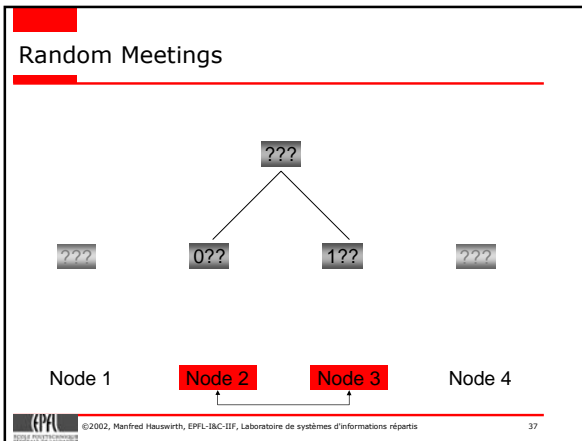 Random Meetings
???
??? 0?? 1?? ???
Node 1 Node 2 Node 3 Node 4
EPFL ©2002, Manfred Hauswirth, EPFL-I&C-IIF, Laboratoire de systèmes d'informations répartis 37